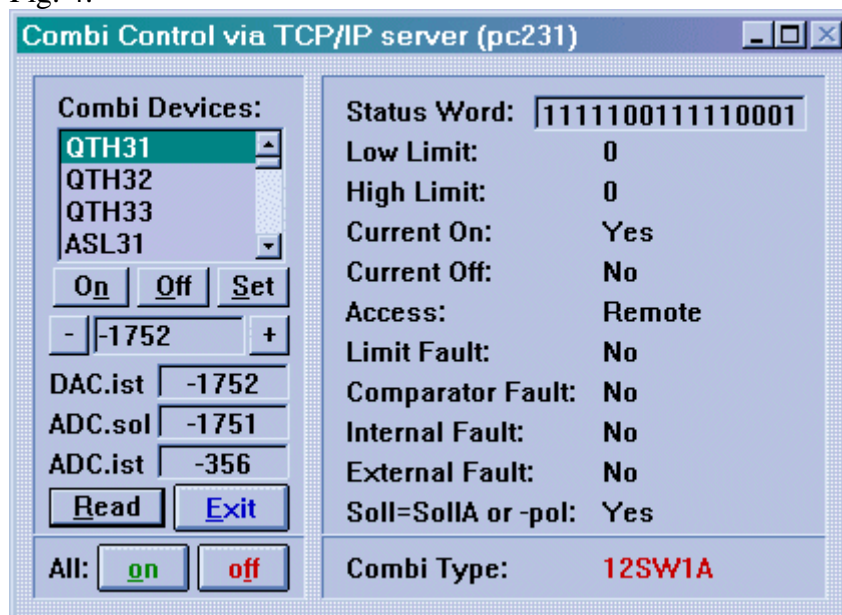 Fig. 4.
Combi Control via TCP/IP server (pc231)
Combi Devices:
QTH31
QTH32
QTH33
ASL31
On Off Set
- -1752 +
DAC.ist -1752
ADC.sol -1751
ADC.ist -356
Read Exit
All: on off
Status Word: 1111100111110001
Low Limit: 0
High Limit: 0
Current On: Yes
Current Off: No
Access: Remote
Limit Fault: No
Comparator Fault: No
Internal Fault: No
External Fault: No
Soll=SollA or -pol: Yes
Combi Type: 12SW1A